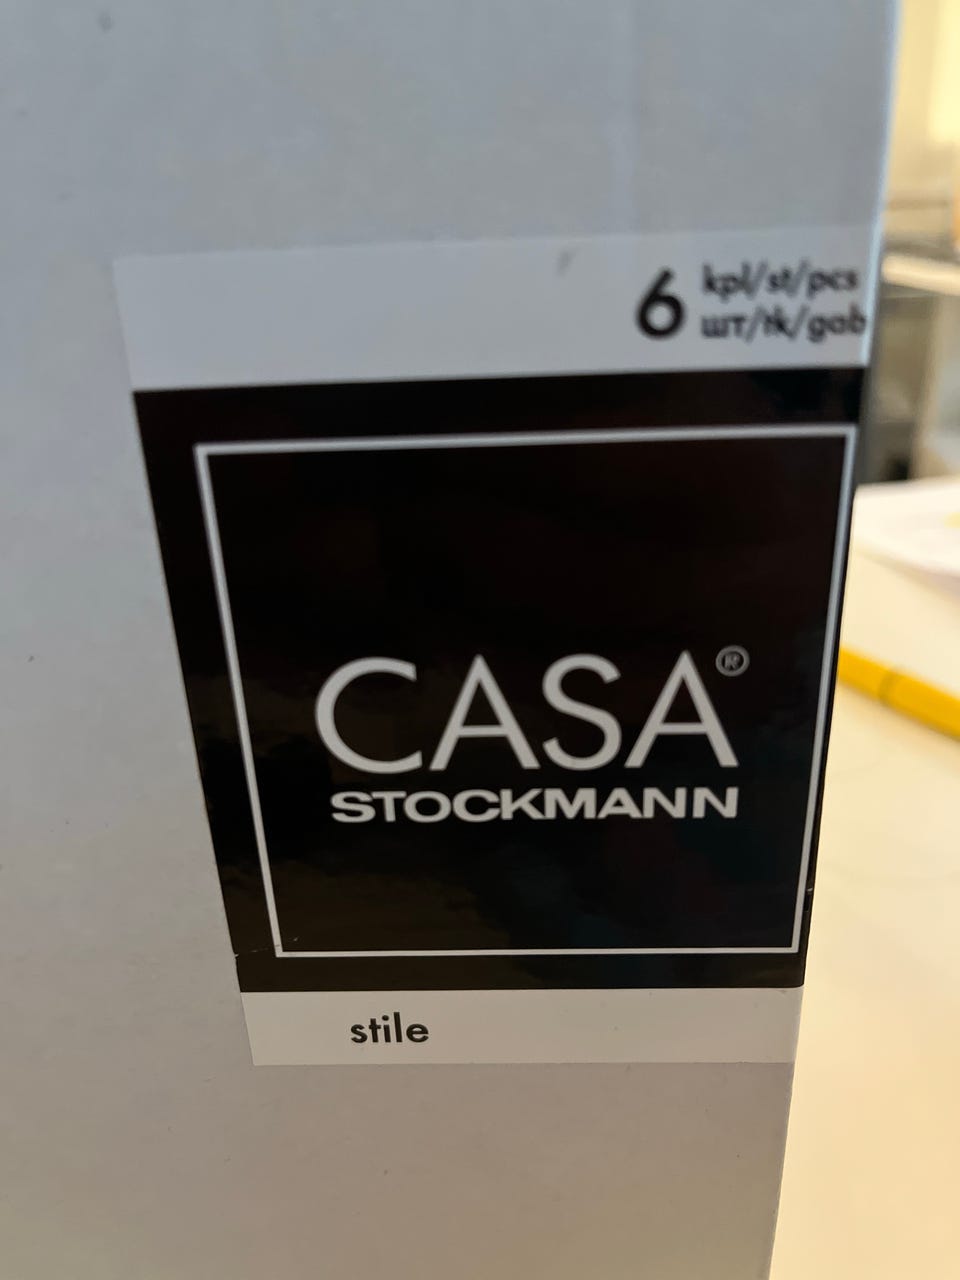 6 kpl/st/pcs
шт/tk/gab
CASA®
STOCKMANN
stile